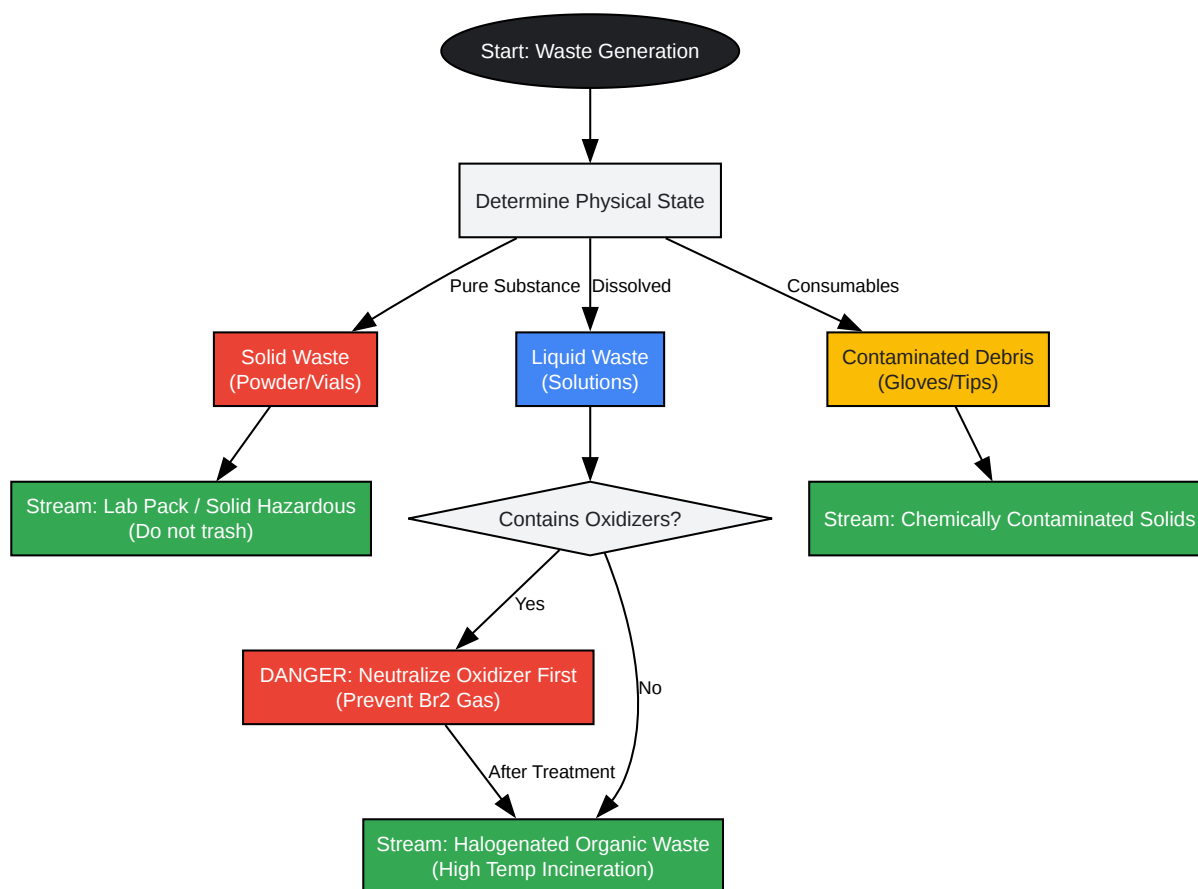 Start: Waste Generation
Determine Physical State
Pure Substance
Dissolved
Consumables
Solid Waste
(Powder/Vials)
Liquid Waste
(Solutions)
Contaminated Debris
(Gloves/Tips)
Stream: Lab Pack / Solid Hazardous
(Do not trash)
Contains Oxidizers?
Stream: Chemically Contaminated Solids
Yes
DANGER: Neutralize Oxidizer First
(Prevent Br2 Gas)
No
After Treatment
Stream: Halogenated Organic Waste
(High Temp Incineration)